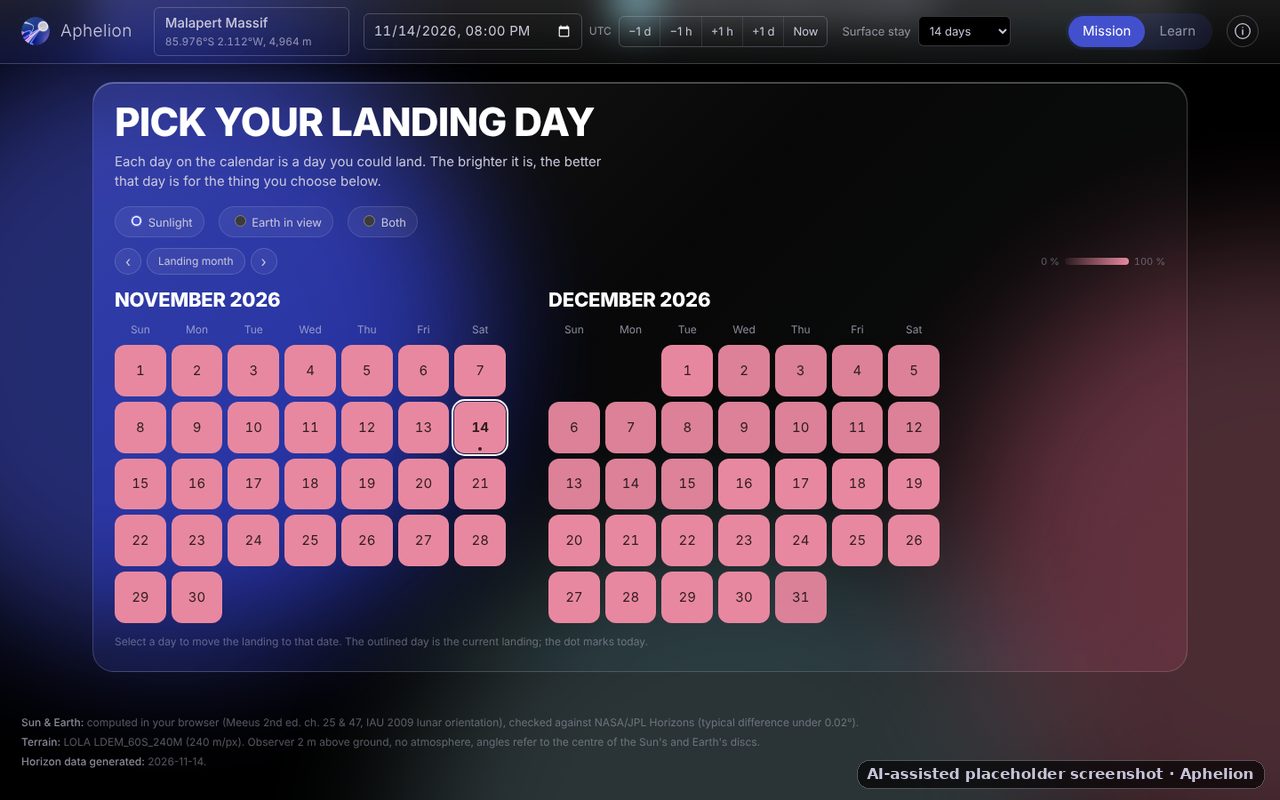 Aphelion
Malapert Massif
85.976°S 2.112°W, 4,964 m
11/14/2026, 08:00 PM
UTC
−1 d −1 h +1 h +1 d Now
Surface stay
14 days
Mission Learn
PICK YOUR LANDING DAY
Each day on the calendar is a day you could land. The brighter it is, the better
that day is for the thing you choose below.
Sunlight Earth in view Both
‹ Landing month ›
0 % 100 %
NOVEMBER 2026
Sun Mon Tue Wed Thu Fri Sat
1 2 3 4 5 6 7
8 9 10 11 12 13 14
15 16 17 18 19 20 21
22 23 24 25 26 27 28
29 30
DECEMBER 2026
Sun Mon Tue Wed Thu Fri Sat
1 2 3 4 5
6 7 8 9 10 11 12
13 14 15 16 17 18 19
20 21 22 23 24 25 26
27 28 29 30 31
Select a day to move the landing to that date. The outlined day is the current landing; the dot marks today.
Sun & Earth: computed in your browser (Meeus 2nd ed. ch. 25 & 47, IAU 2009 lunar orientation), checked against NASA/JPL Horizons (typical difference under 0.02°).
Terrain: LOLA LDEM_60S_240M (240 m/px). Observer 2 m above ground, no atmosphere, angles refer to the centre of the Sun's and Earth's discs.
Horizon data generated: 2026-11-14.
AI-assisted placeholder screenshot · Aphelion